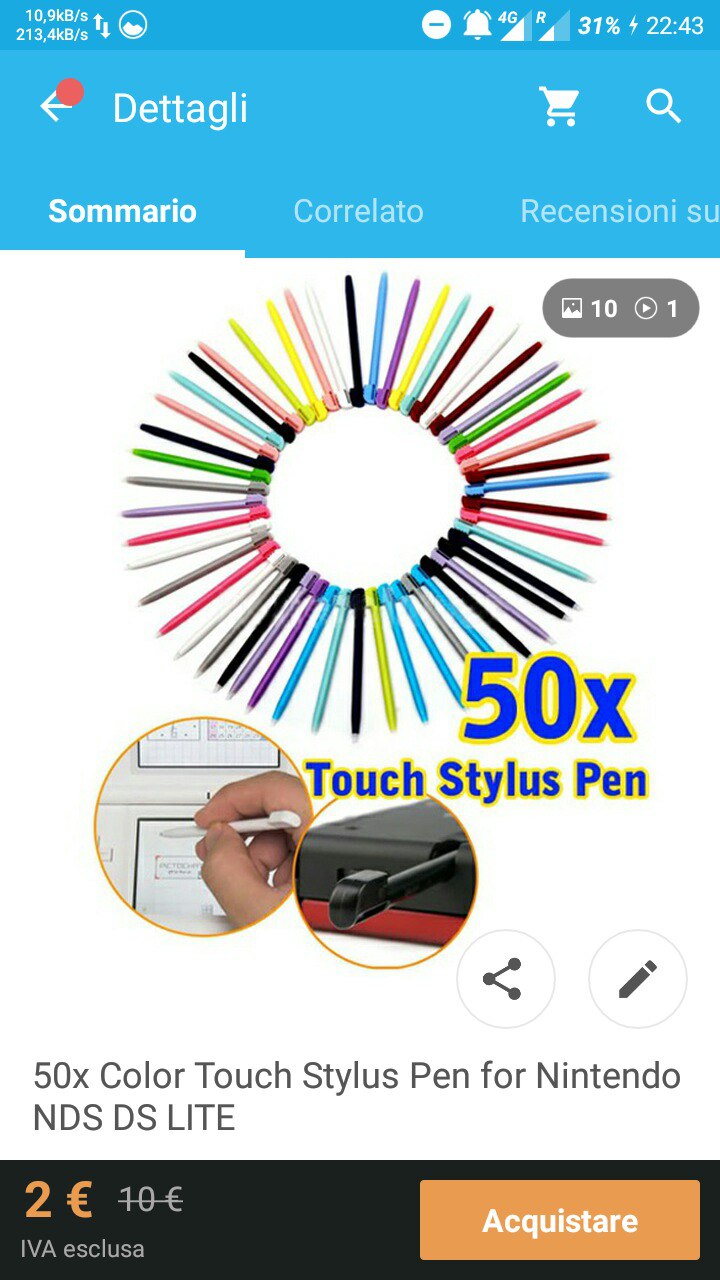 10,9kB/s
213,4kB/s
4G R 31% 22:43
Dettagli
Sommario Correlato Recensioni su
10 1
50x
Touch Stylus Pen
PICTOCHAT
50x Color Touch Stylus Pen for Nintendo
NDS DS LITE
2 € 10 €
IVA esclusa
Acquistare